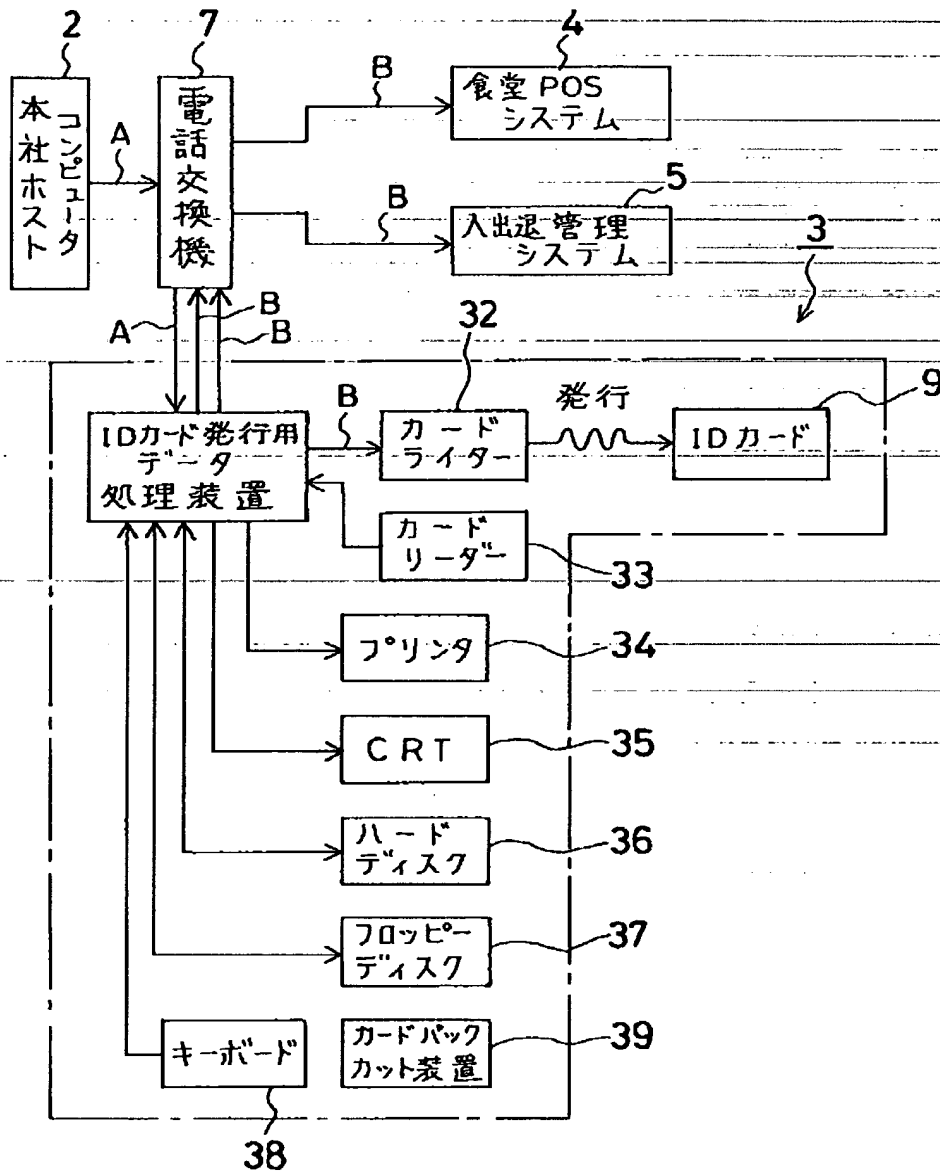 2
7
4
本社ホスト
コンピュータ
A
電話交換機
B
食堂POS
システム
5
B
入出退管理
システム
3
A
B
B
32
9
IDカード発行用
データ
処理装置
B
カード
ライター
発行
IDカード
カード
リーダー
33
プリンタ
34
CRT
35
ハード
ディスク
36
フロッピー
ディスク
37
キーボード
38
カードパック
カット装置
39